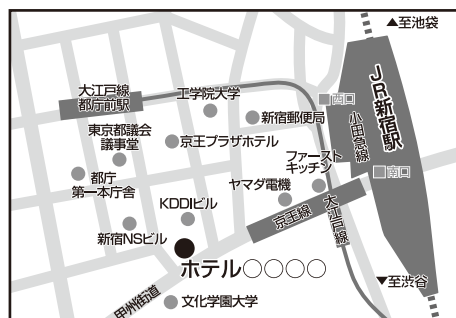 ▲至池袋
大江戸線
都庁前駅
工学院大学
西口
JR新宿駅
新宿郵便局
小田急線
東京都議会
議事堂
京王プラザホテル
ファースト
キッチン
南口
都庁
第一本庁舎
ヤマダ電機
KDDIビル
京王線
大江戸線
新宿NSビル
ホテル○○○○
▼至渋谷
甲州街道
文化学園大学